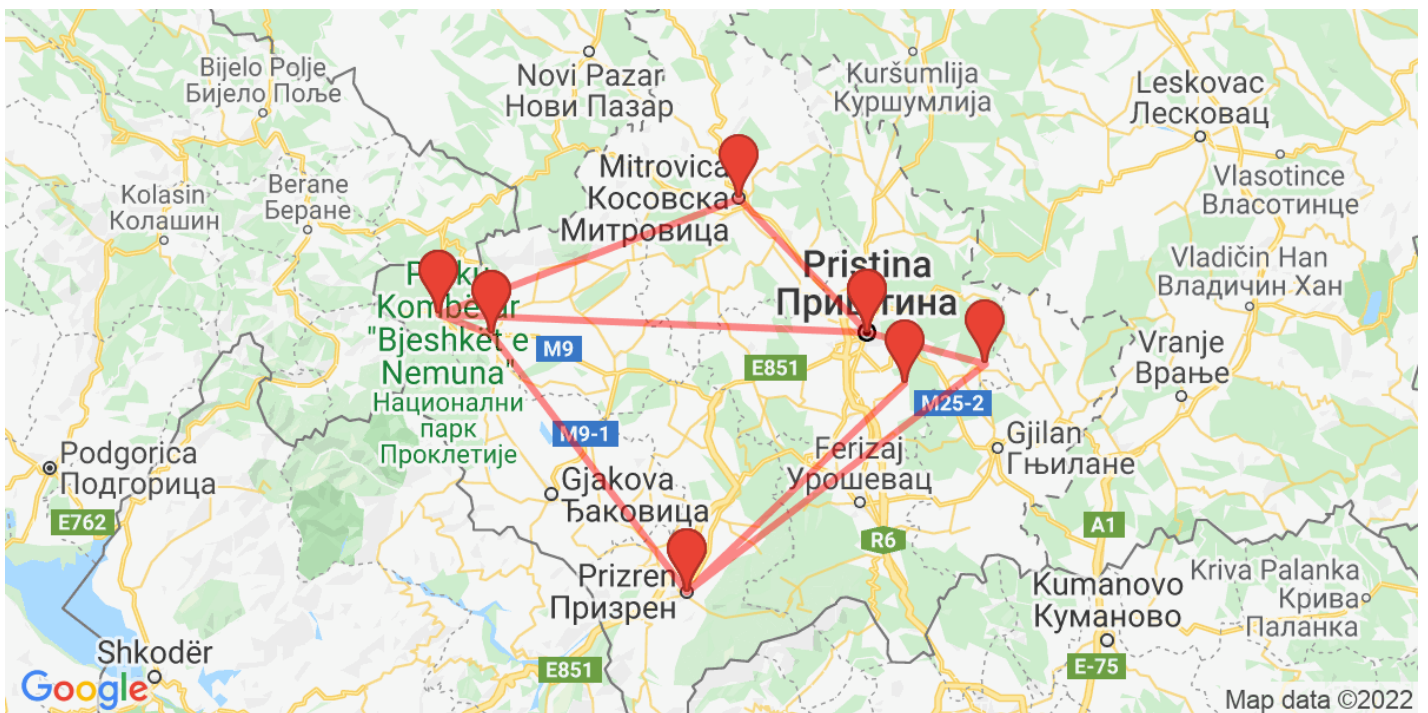 Bijelo Polje
Бијело Поље
Novi Pazar
Нови Пазар
Kuršumlija
Куршумлија
Leskovac
Лесковац
Kolasin
Колашин
Berane
Беране
Mitrovica
Косовска
Митровица
Vlasotince
Власотинце
Kombëtar
"Bjeshkët e
Nemuna"
Национални
парк
Проклетије
Pristina
Vladičin Han
Владичин Хан
M9
E851
M25-2
Vranje
Врање
M9-1
Podgorica
Подгорица
E762
Gjakova
Ђаковица
Ferizaj
Урошевац
Gjilan
Гњилане
R6
A1
Prizren
Призрен
Kumanovo
Куманово
Kriva Palanka
Крива
Паланка
Shkodër
E851
E-75
Google
Map data ©2022